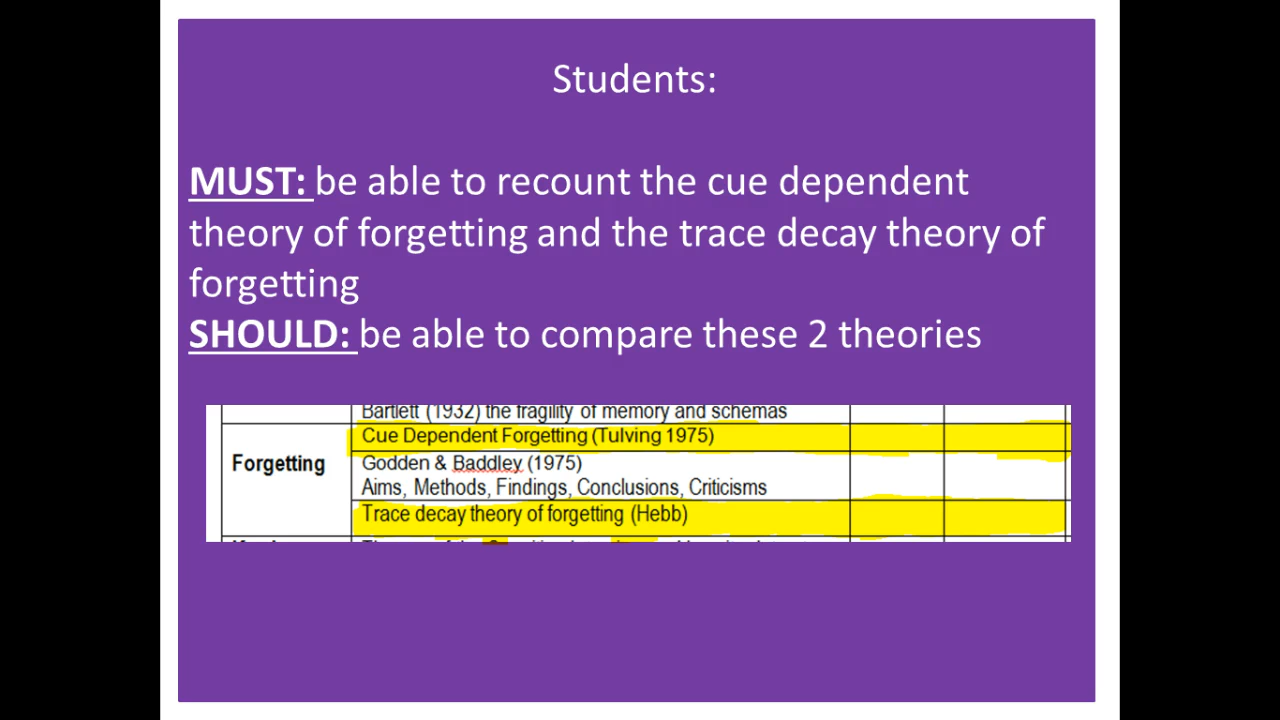 Students:
MUST: be able to recount the cue dependent
theory of forgetting and the trace decay theory of
forgetting
SHOULD: be able to compare these 2 theories
Bartlett (1932) the fragility of memory and schemas
Cue Dependent Forgetting (Tulving 1975)
Forgetting
Godden & Baddley (1975)
Aims, Methods, Findings, Conclusions, Criticisms
Trace decay theory of forgetting (Hebb)